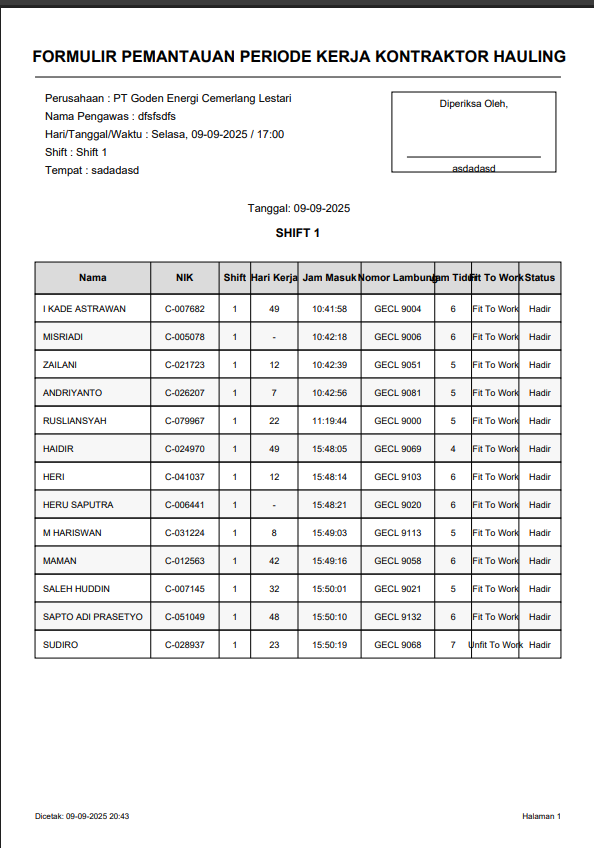 FORMULIR PEMANTAUAN PERIODE KERJA KONTRAKTOR HAULING
Perusahaan : PT Goden Energi Cemerlang Lestari
Nama Pengawas : dfsfsdfs
Hari/Tanggal/Waktu : Selasa, 09-09-2025 / 17:00
Shift : Shift 1
Tempat : sadadasd
Diperiksa Oleh,
asdadasd
Tanggal: 09-09-2025
SHIFT 1
Nama NIK Shift Hari Kerja Jam Masuk Nomor Lambung Jam Tidur Fit To Work Status
I KADE ASTRAWAN C-007682 1 49 10:41:58 GECL 9004 6 Fit To Work Hadir
MISRIADI C-005078 1 - 10:42:18 GECL 9006 6 Fit To Work Hadir
ZAILANI C-021723 1 12 10:42:39 GECL 9051 5 Fit To Work Hadir
ANDRIYANTO C-026207 1 7 10:42:56 GECL 9081 5 Fit To Work Hadir
RUSLIANSYAH C-079967 1 22 11:19:44 GECL 9000 5 Fit To Work Hadir
HAIDIR C-024970 1 49 15:48:05 GECL 9069 4 Fit To Work Hadir
HERI C-041037 1 12 15:48:14 GECL 9103 6 Fit To Work Hadir
HERU SAPUTRA C-006441 1 - 15:48:21 GECL 9020 6 Fit To Work Hadir
M HARISWAN C-031224 1 8 15:49:03 GECL 9113 5 Fit To Work Hadir
MAMAN C-012563 1 42 15:49:16 GECL 9058 6 Fit To Work Hadir
SALEH HUDDIN C-007145 1 32 15:50:01 GECL 9021 5 Fit To Work Hadir
SAPTO ADI PRASETYO C-051049 1 48 15:50:10 GECL 9132 6 Fit To Work Hadir
SUDIRO C-028937 1 23 15:50:19 GECL 9068 7 Unfit To Work Hadir
Dicetak: 09-09-2025 20:43
Halaman 1